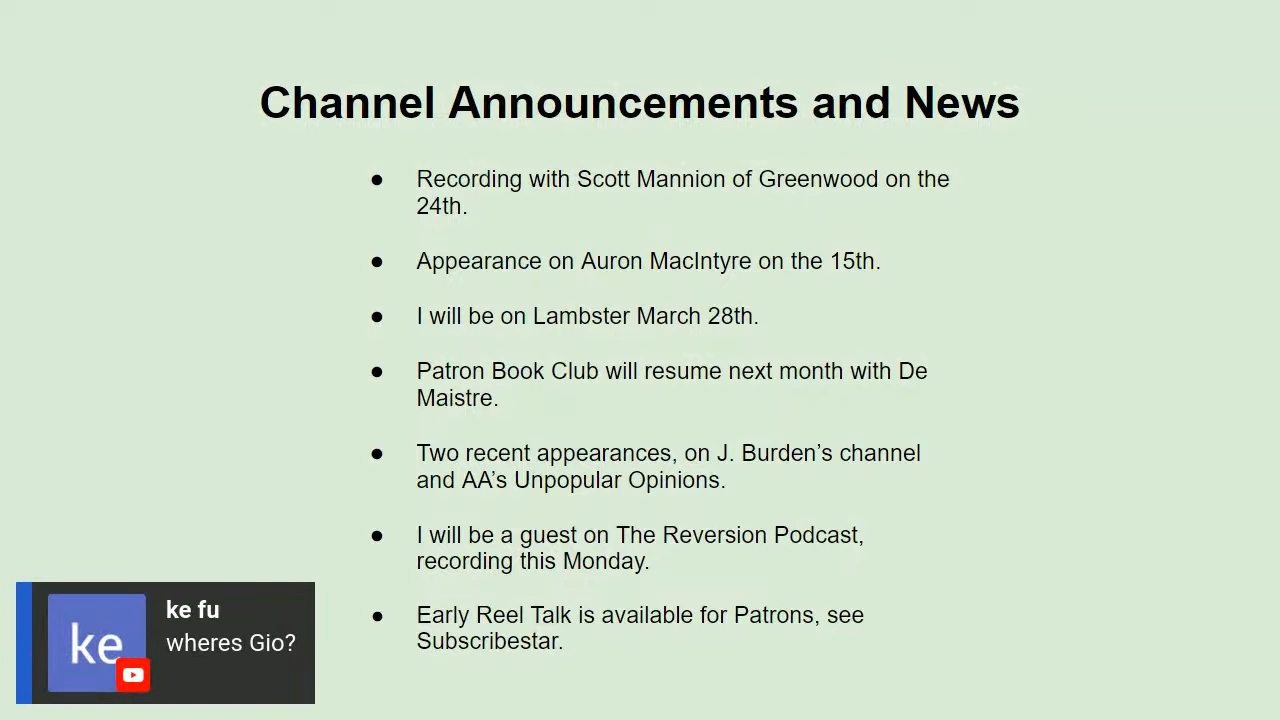 Channel Announcements and News
● Recording with Scott Mannion of Greenwood on the
24th.
● Appearance on Auron MacIntyre on the 15th.
● I will be on Lambster March 28th.
● Patron Book Club will resume next month with De
Maistre.
● Two recent appearances, on J. Burden’s channel
and AA’s Unpopular Opinions.
● I will be a guest on The Reversion Podcast,
recording this Monday.
● Early Reel Talk is available for Patrons, see
Subscribestar.
ke
ke fu
wheres Gio?